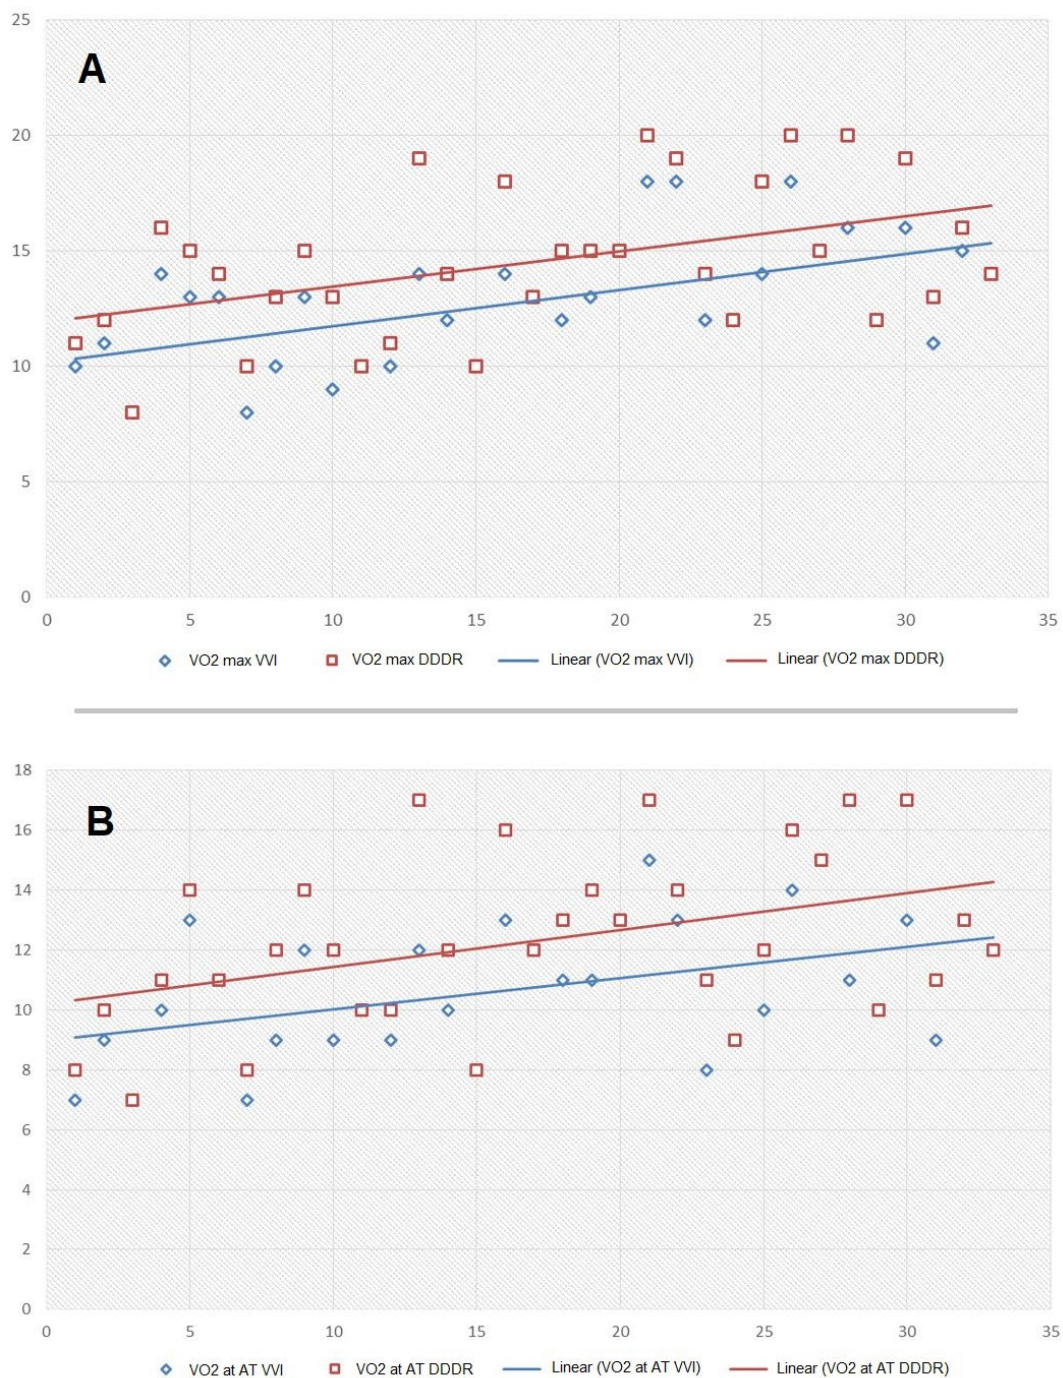 25
A
20
15
10
5
0
0 5 10 15 20 25 30 35
VO2 max VVI VO2 max DDDR Linear (VO2 max VVI) Linear (VO2 max DDDR)
18
B
16
14
12
10
8
6
4
2
0
0 5 10 15 20 25 30 35
VO2 at AT VVI VO2 at AT DDDR Linear (VO2 at AT VVI) Linear (VO2 at AT DDDR)